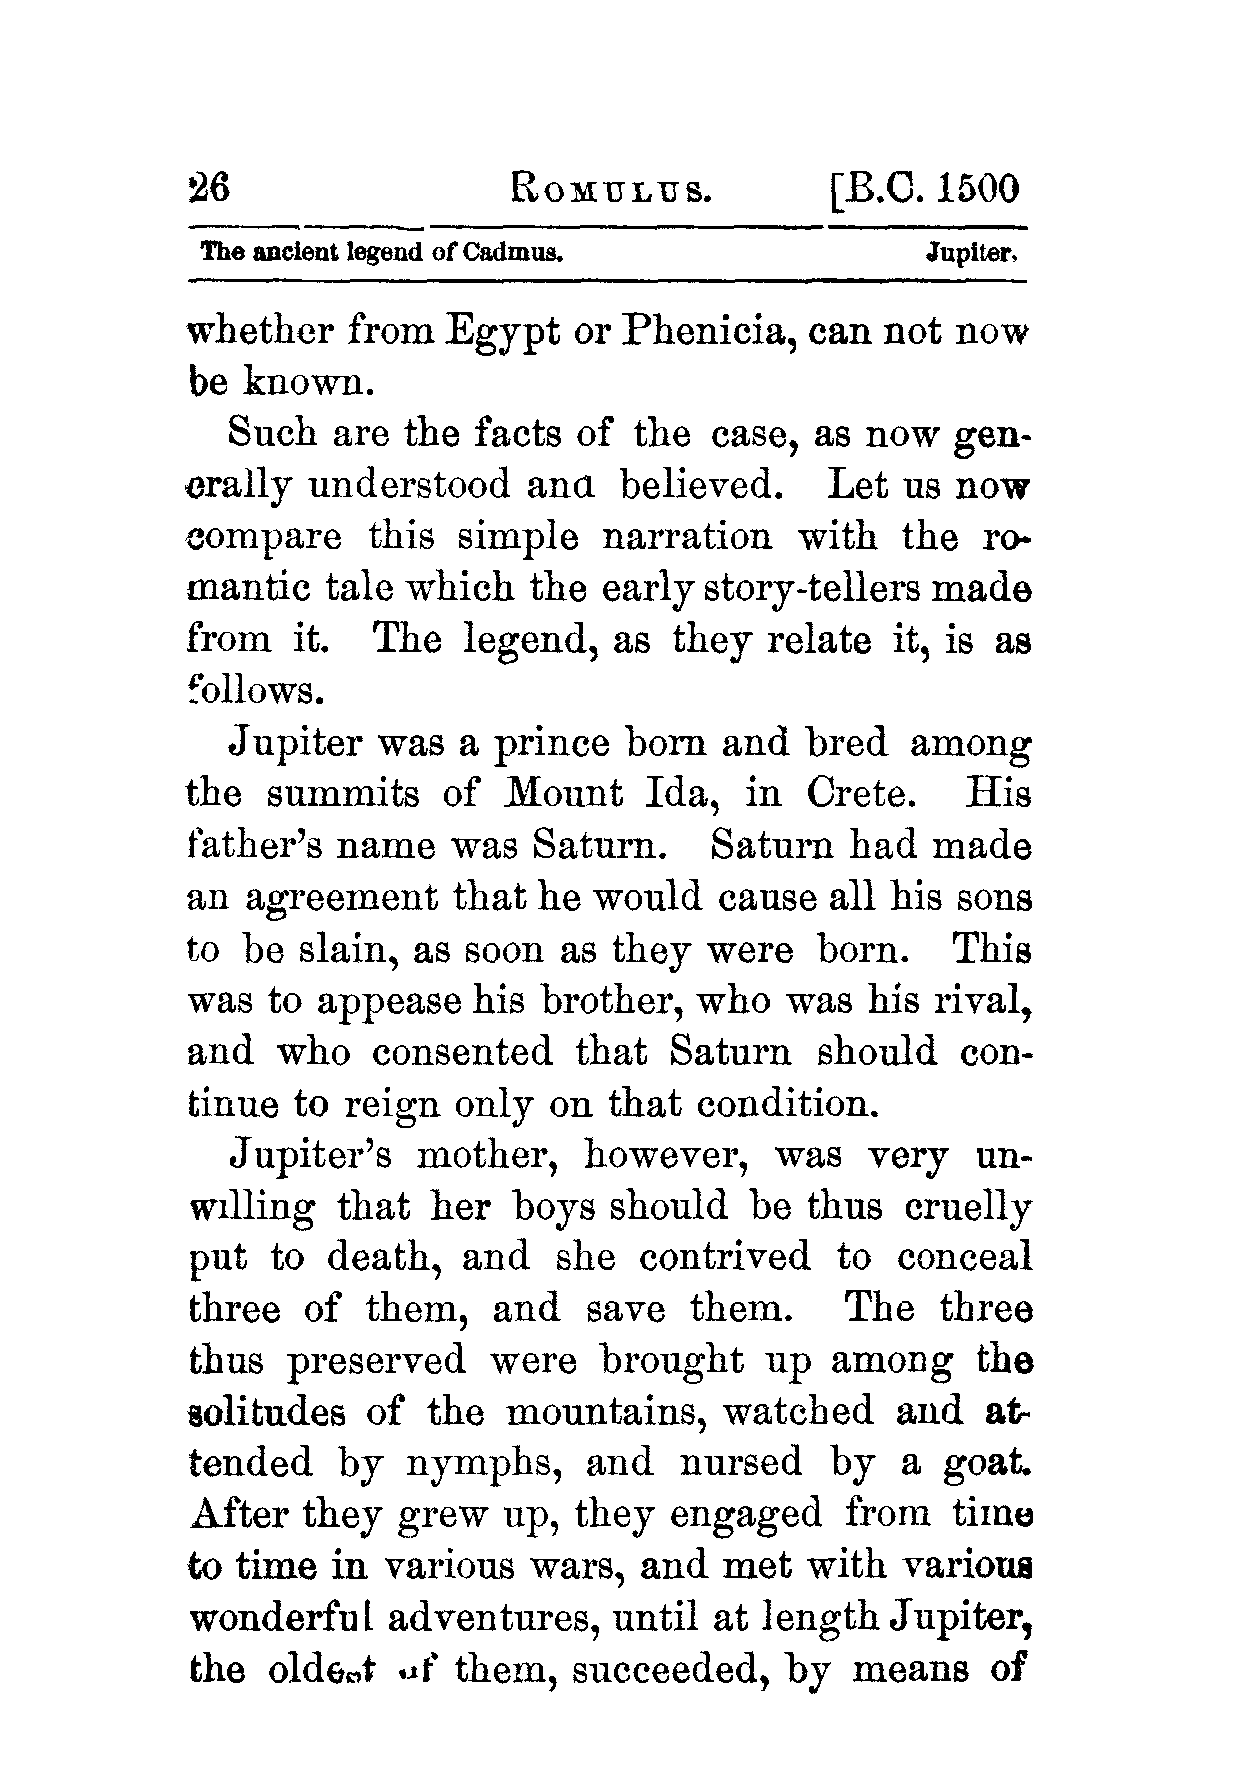 26 ROMULUS. [B.C. 1500
The ancient legend of Cadmus. Jupiter.
whether from Egypt or Phenicia, can not now
be known.
Such are the facts of the case, as now gen-
erally understood and believed. Let us now
compare this simple narration with the ro-
mantic tale which the early story-tellers made
from it. The legend, as they relate it, is as
follows.
Jupiter was a prince born and bred among
the summits of Mount Ida, in Crete. His
father's name was Saturn. Saturn had made
an agreement that he would cause all his sons
to be slain, as soon as they were born. This
was to appease his brother, who was his rival,
and who consented that Saturn should con-
tinue to reign only on that condition.
Jupiter's mother, however, was very un-
willing that her boys should be thus cruelly
put to death, and she contrived to conceal
three of them, and save them. The three
thus preserved were brought up among the
solitudes of the mountains, watched and at-
tended by nymphs, and nursed by a goat.
After they grew up, they engaged from time
to time in various wars, and met with various
wonderful adventures, until at length Jupiter,
the oldest of them, succeeded, by means of